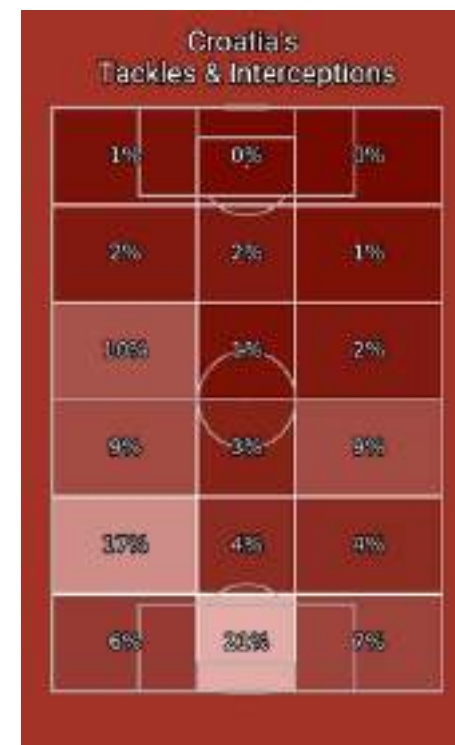 Croatia's
Tackles & Interceptions
1% 0% 0%
2% 2% 1%
10% 1% 2%
9% 3% 9%
17% 4% 4%
6% 21% 7%